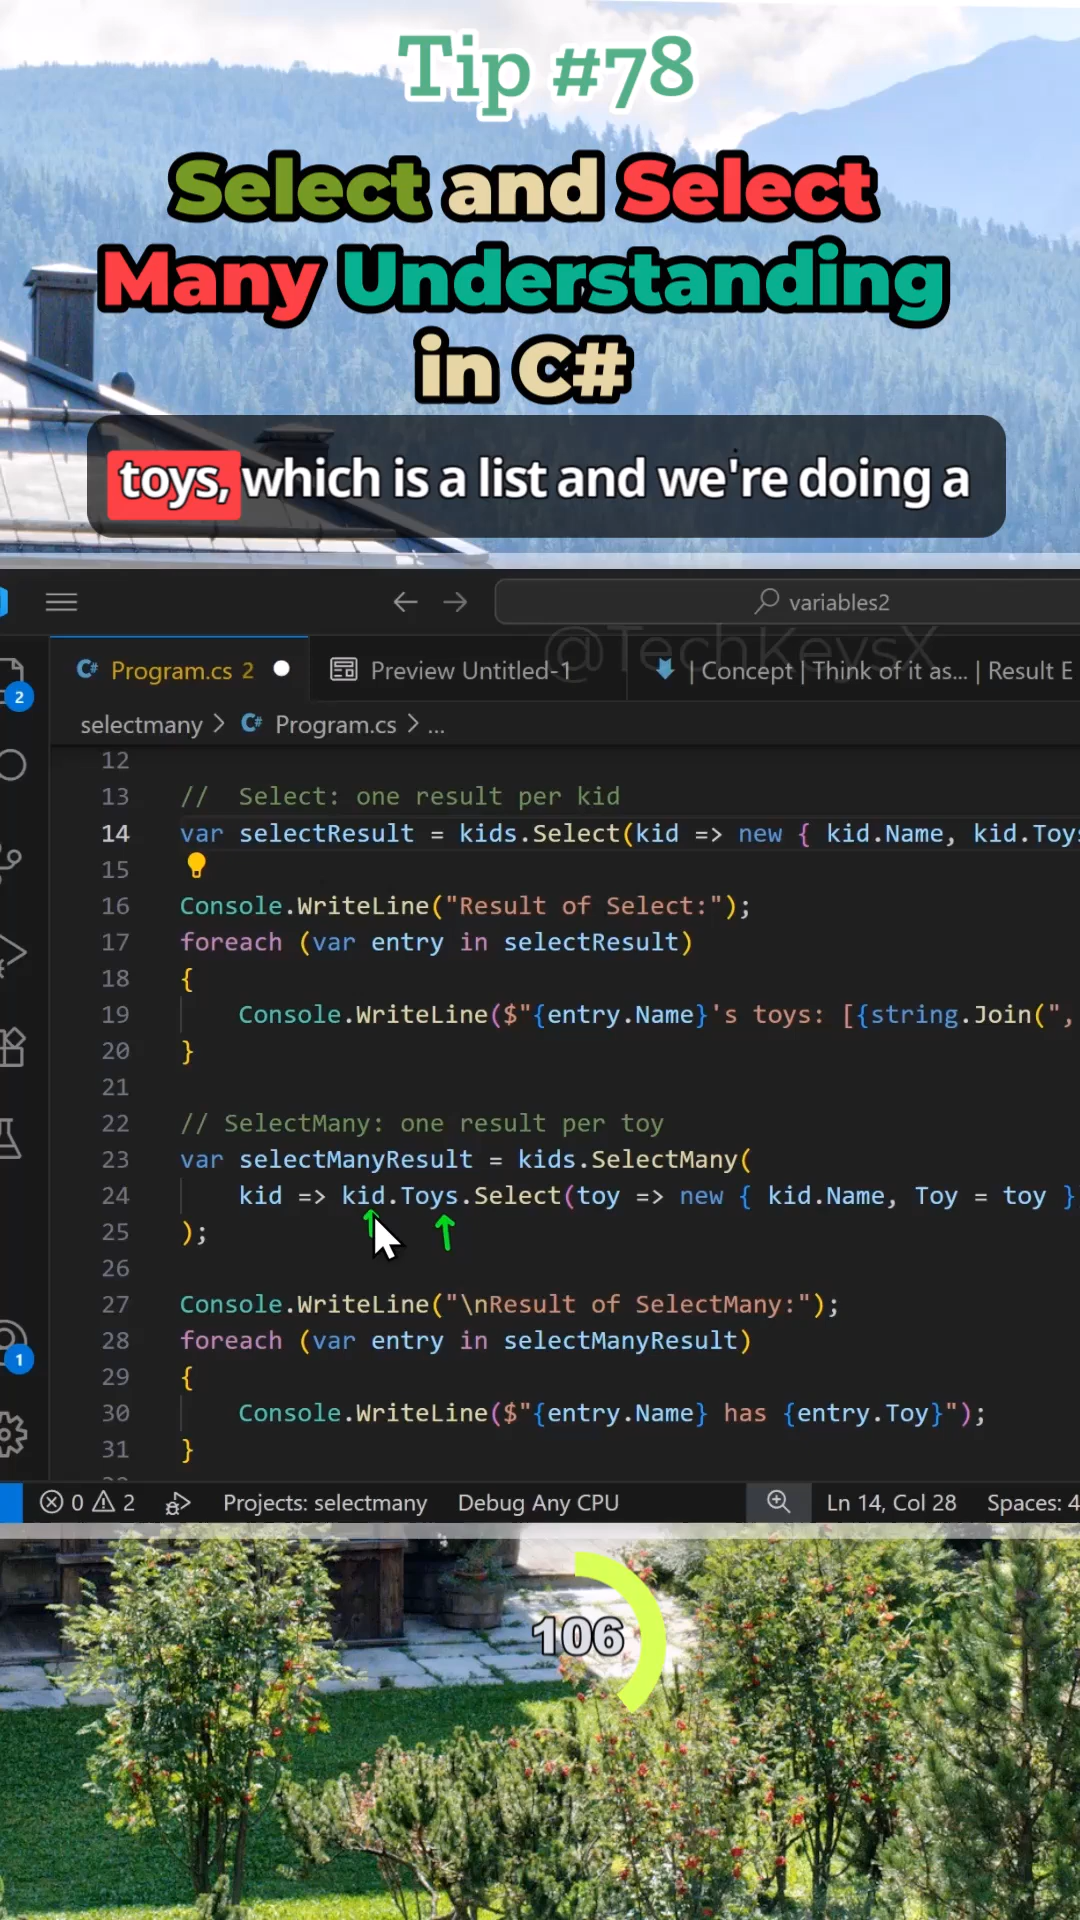 Tip #78
Select and Select
Many Understanding
in C#
toys, which is a list and we're doing a
variables2
@TechKeysX
C# Program.cs 2
Preview Untitled-1
| Concept | Think of it as... | Result E
2
selectmany > C# Program.cs > ...
12
13 // Select: one result per kid
14 var selectResult = kids.Select(kid => new { kid.Name, kid.Toys
15
16 Console.WriteLine("Result of Select:");
17 foreach (var entry in selectResult)
18 {
19 Console.WriteLine($"{entry.Name}'s toys: [{string.Join(",
20 }
21
22 // SelectMany: one result per toy
23 var selectManyResult = kids.SelectMany(
24 kid => kid.Toys.Select(toy => new { kid.Name, Toy = toy }
25 );
26
27 Console.WriteLine("\nResult of SelectMany:");
28 foreach (var entry in selectManyResult)
29 {
30 Console.WriteLine($"{entry.Name} has {entry.Toy}");
31 }
1
0 2 Projects: selectmany Debug Any CPU Ln 14, Col 28 Spaces: 4
106